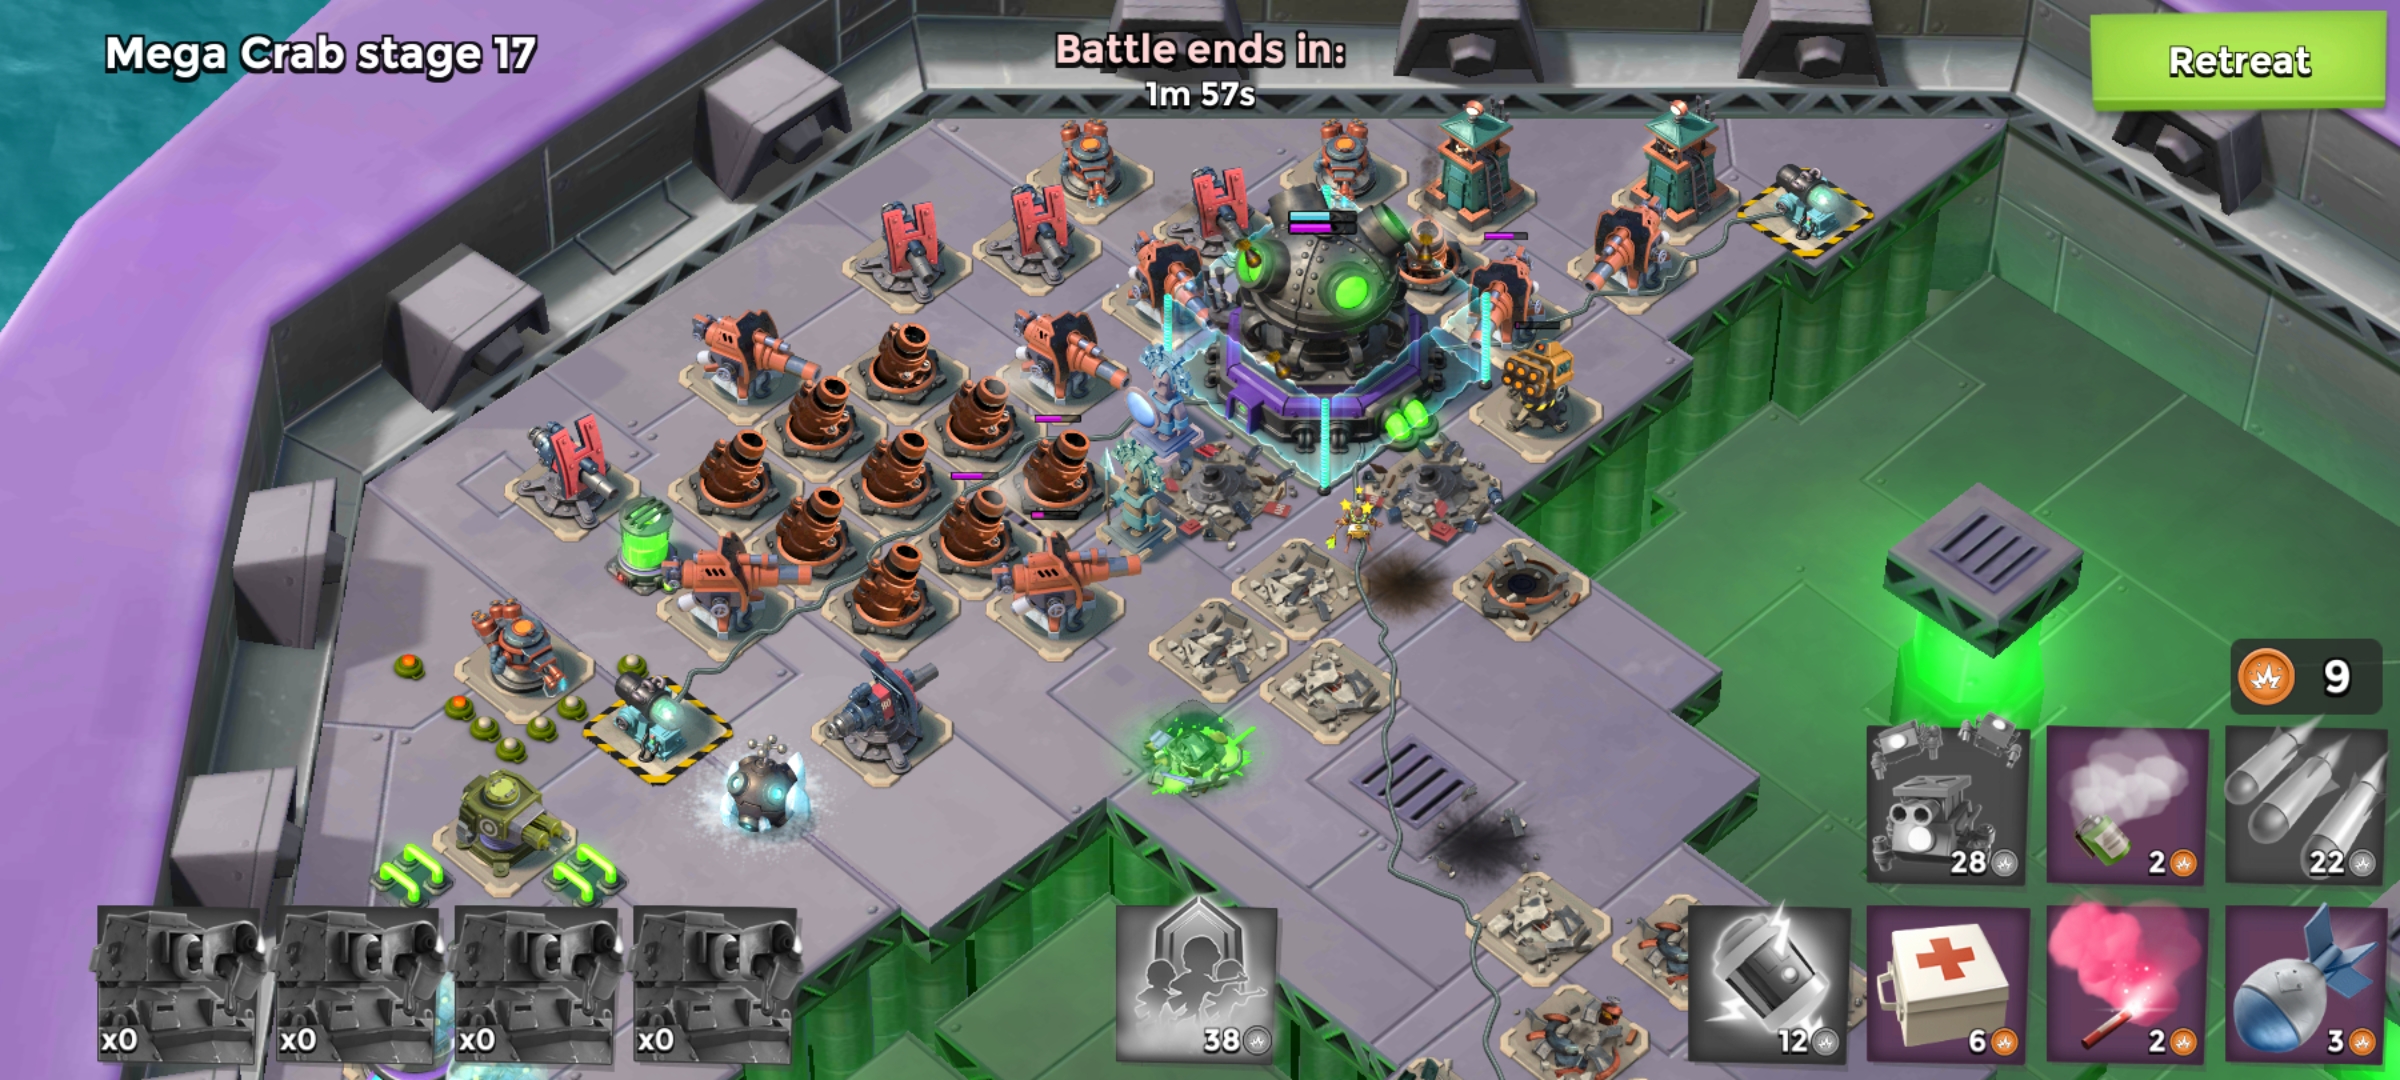 Mega Crab stage 17
Battle ends in:
1m 57s
Retreat
9
28
2
22
x0
x0
x0
x0
38
12
6
2
3